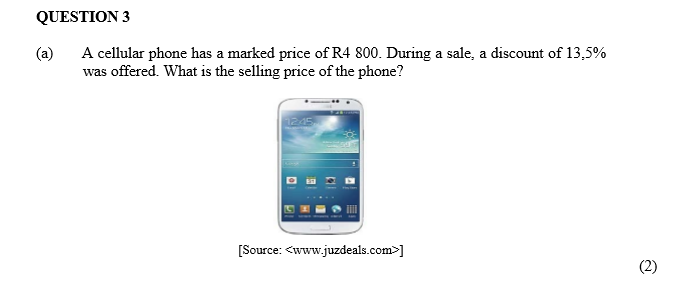 QUESTION 3
(a) A cellular phone has a marked price of R4 800. During a sale, a discount of 13,5%
was offered. What is the selling price of the phone?
12:45
[Source: <www.juzdeals.com>]
(2)